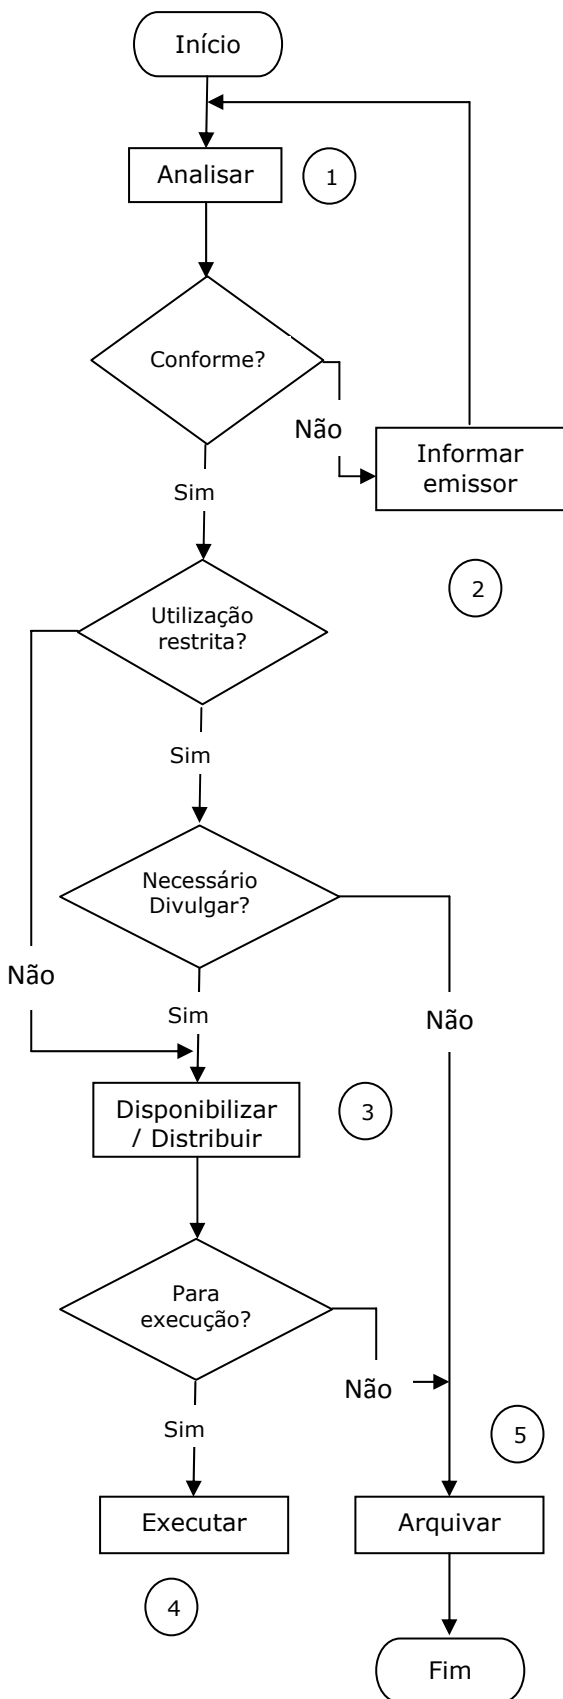 Início
Analisar
1
Conforme?
Não
Informar
emissor
Sim
2
Utilização
restrita?
Sim
Necessário
Divulgar?
Não
Sim
Não
Disponibilizar
/ Distribuir
3
Para
execução?
Não
Sim
5
Executar
Arquivar
4
Fim